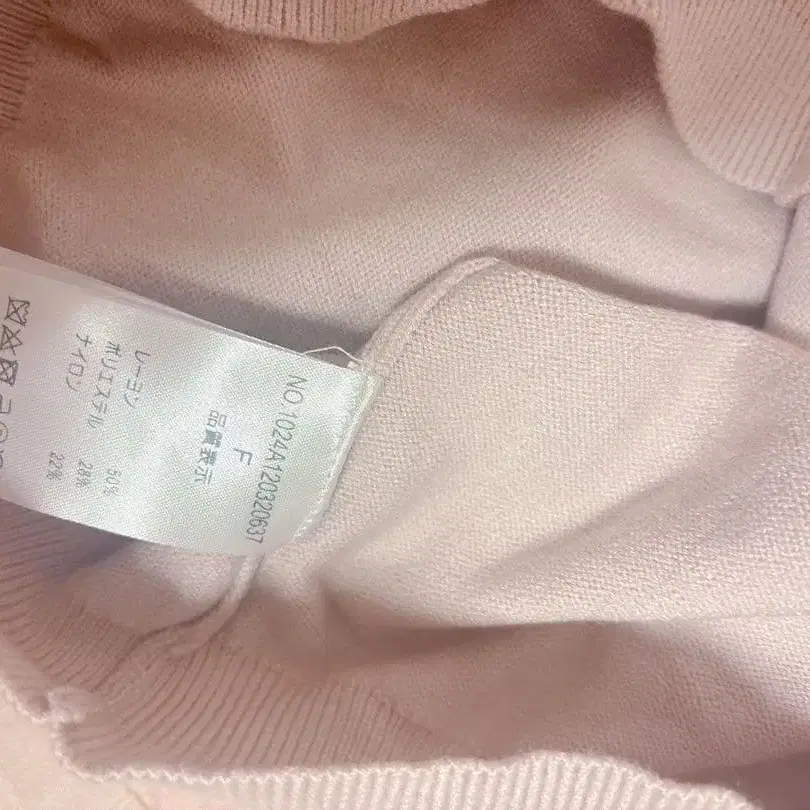 NO.1024A120320637
F
品質表示
レーヨン 50%
ポリエステル 28%
ナイロン 22%